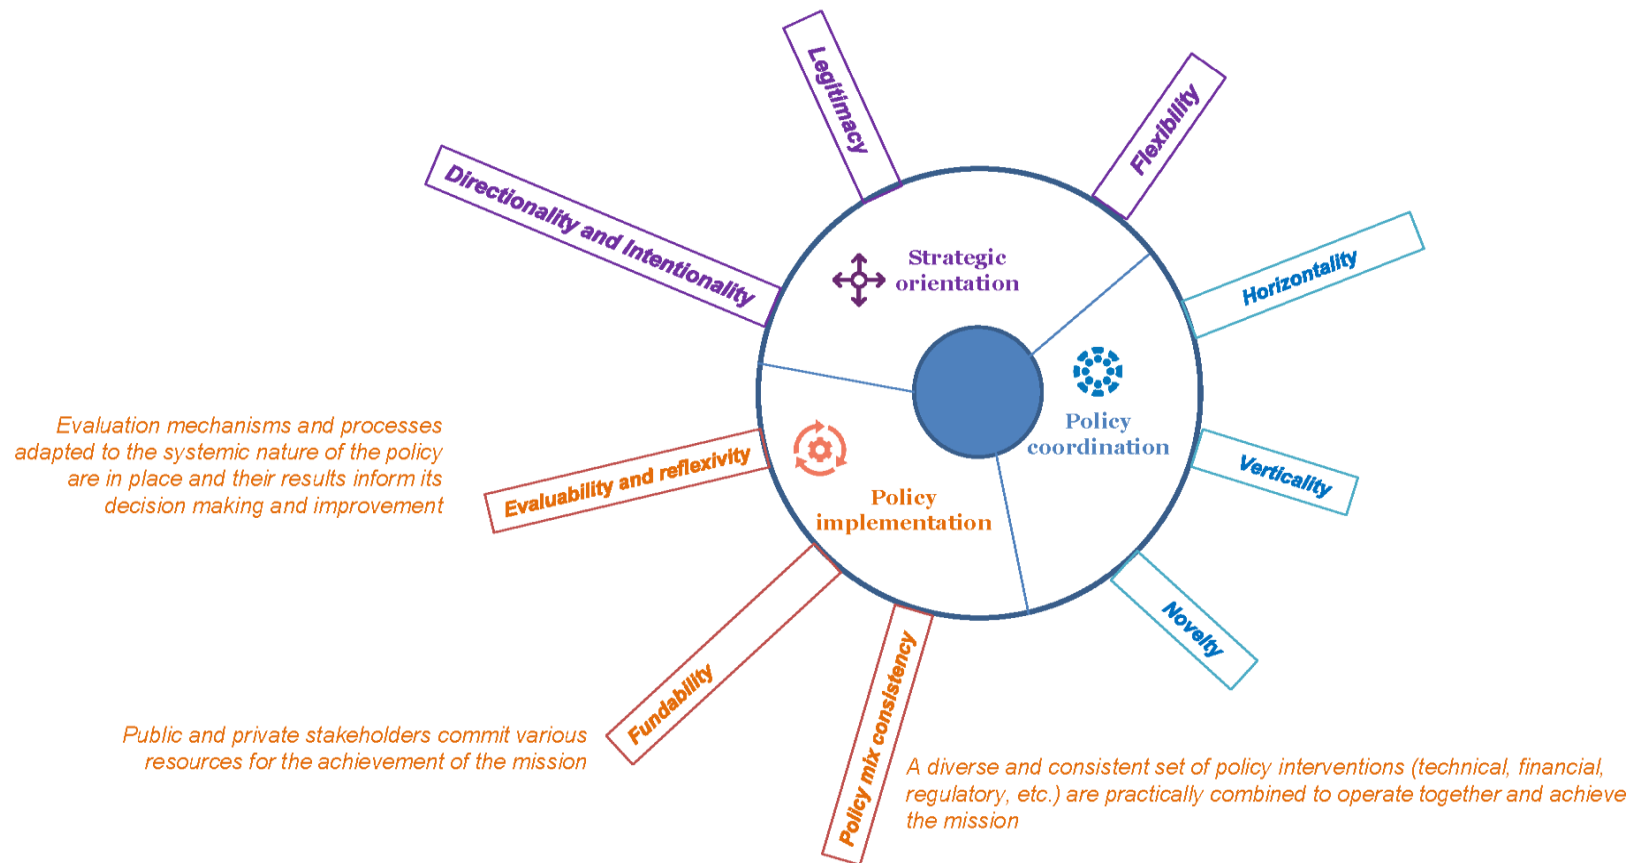 Legitimacy
Flexibility
Directionality and Intentionality
Horizontality
Strategic
orientation
Policy
coordination
Evaluation mechanisms and processes
adapted to the systemic nature of the policy
are in place and their results inform its
decision making and improvement
Evaluability and reflexivity
Verticality
Policy
implementation
Novelty
Fundability
Policy mix consistency
Public and private stakeholders commit various
resources for the achievement of the mission
A diverse and consistent set of policy interventions (technical, financial,
regulatory, etc.) are practically combined to operate together and achieve
the mission